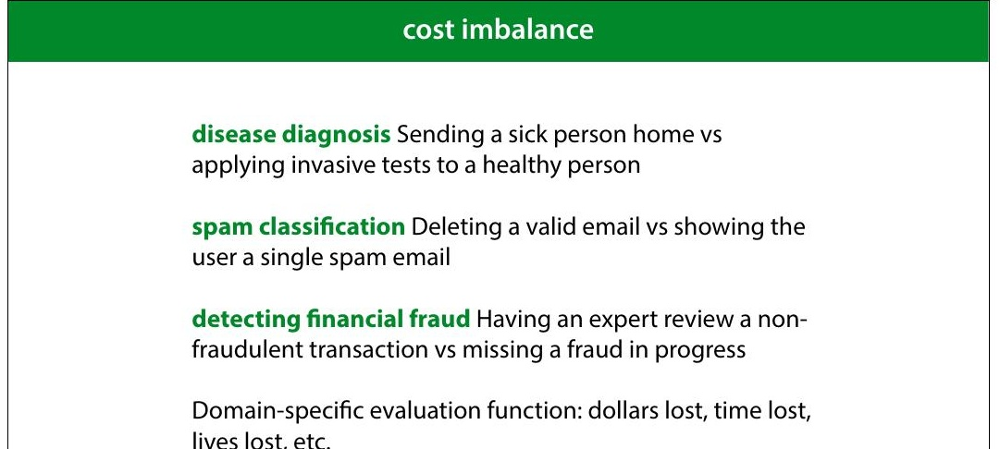 cost imbalance
disease diagnosis Sending a sick person home vs
applying invasive tests to a healthy person
spam classification Deleting a valid email vs showing the
user a single spam email
detecting financial fraud Having an expert review a non-
fraudulent transaction vs missing a fraud in progress
Domain-specific evaluation function: dollars lost, time lost,
lives lost, etc.